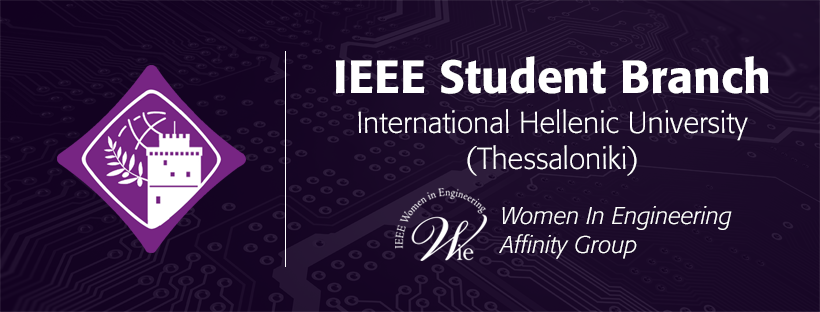 IEEE Student Branch
International Hellenic University
(Thessaloniki)
IEEE Women in Engineering
Wie
Women In Engineering
Affinity Group